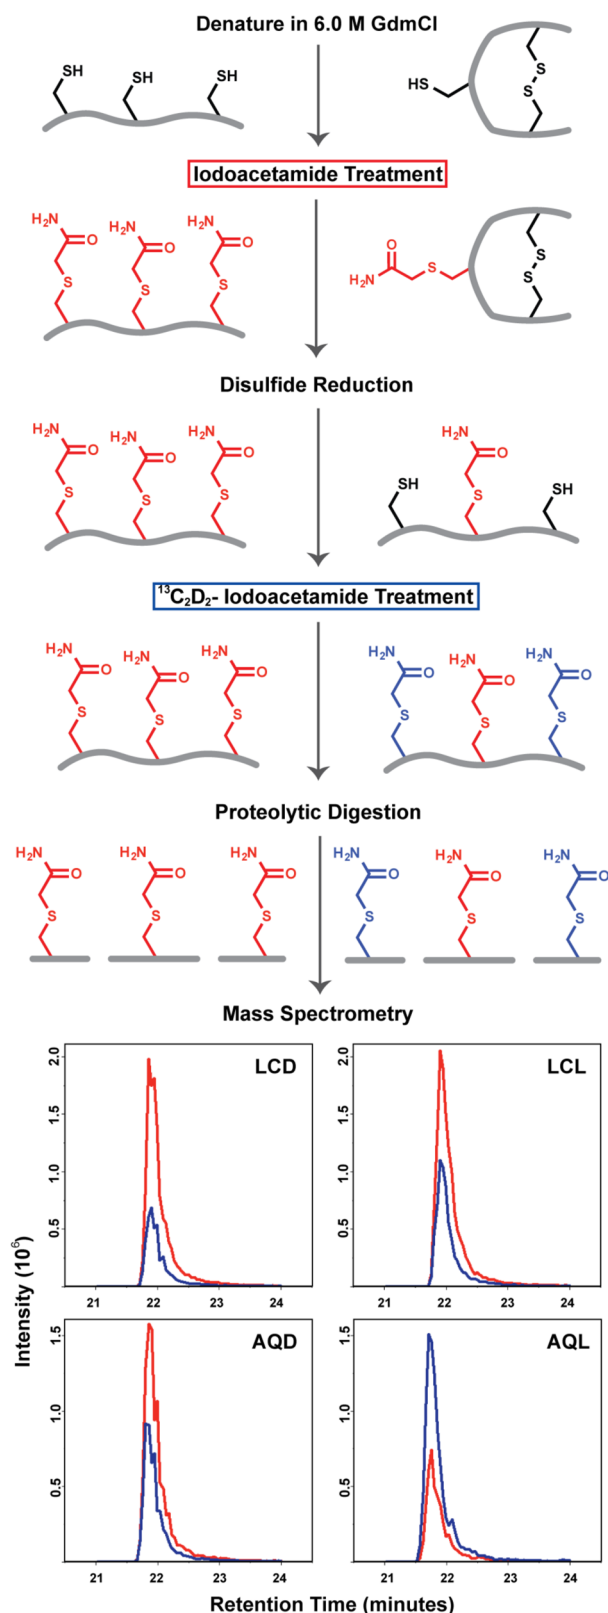 Denature in 6.0 M GdmCl
SH SH SH HS S S
Iodoacetamide Treatment
H₂N O S H₂N O S H₂N O S
O S H₂N S S
Disulfide Reduction
H₂N O S H₂N O S H₂N O S
SH H₂N O S SH
¹³C₂D₂- Iodoacetamide Treatment
H₂N O S H₂N O S H₂N O S
H₂N O S H₂N O S H₂N O S
Proteolytic Digestion
H₂N O S H₂N O S H₂N O S
H₂N O S H₂N O S H₂N O S
Mass Spectrometry
Intensity (10⁶)
LCD
2.0
1.5
1.0
0.5
21 22 23 24
LCL
2.0
1.5
1.0
0.5
21 22 23 24
AQD
1.5
1.0
0.5
21 22 23 24
AQL
1.5
1.0
0.5
21 22 23 24
Retention Time (minutes)